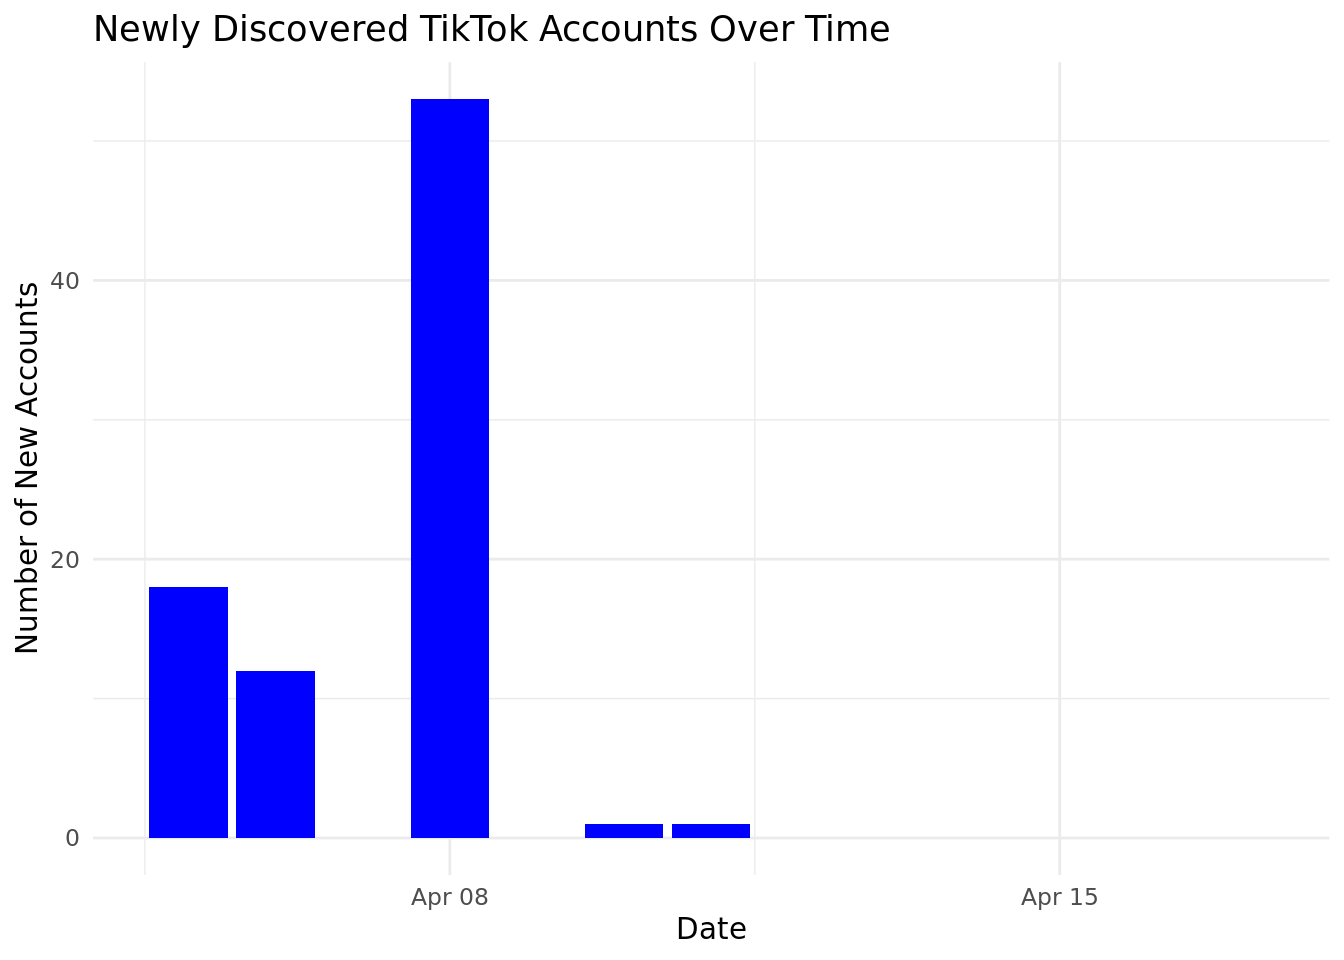 Newly Discovered TikTok Accounts Over Time
Number of New Accounts
40
20
0
Apr 08
Apr 15
Date